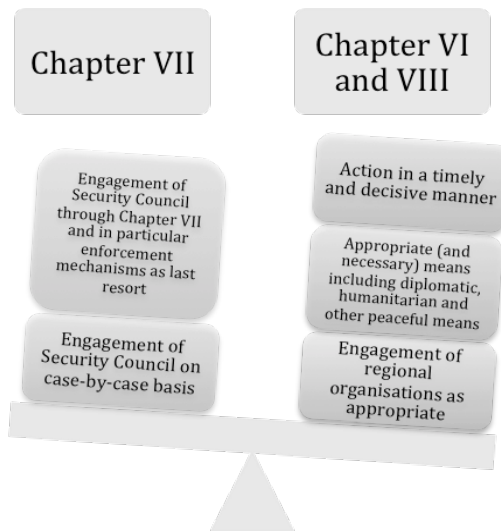 Chapter VII
Chapter VI
and VIII
Engagement of
Security Council
through Chapter VII
and in particular
enforcement
mechanisms as last
resort
Engagement of
Security Council on
case-by-case basis
Action in a timely
and decisive manner
Appropriate (and
necessary) means
including diplomatic,
humanitarian and
other peaceful means
Engagement of
regional
organisations as
appropriate